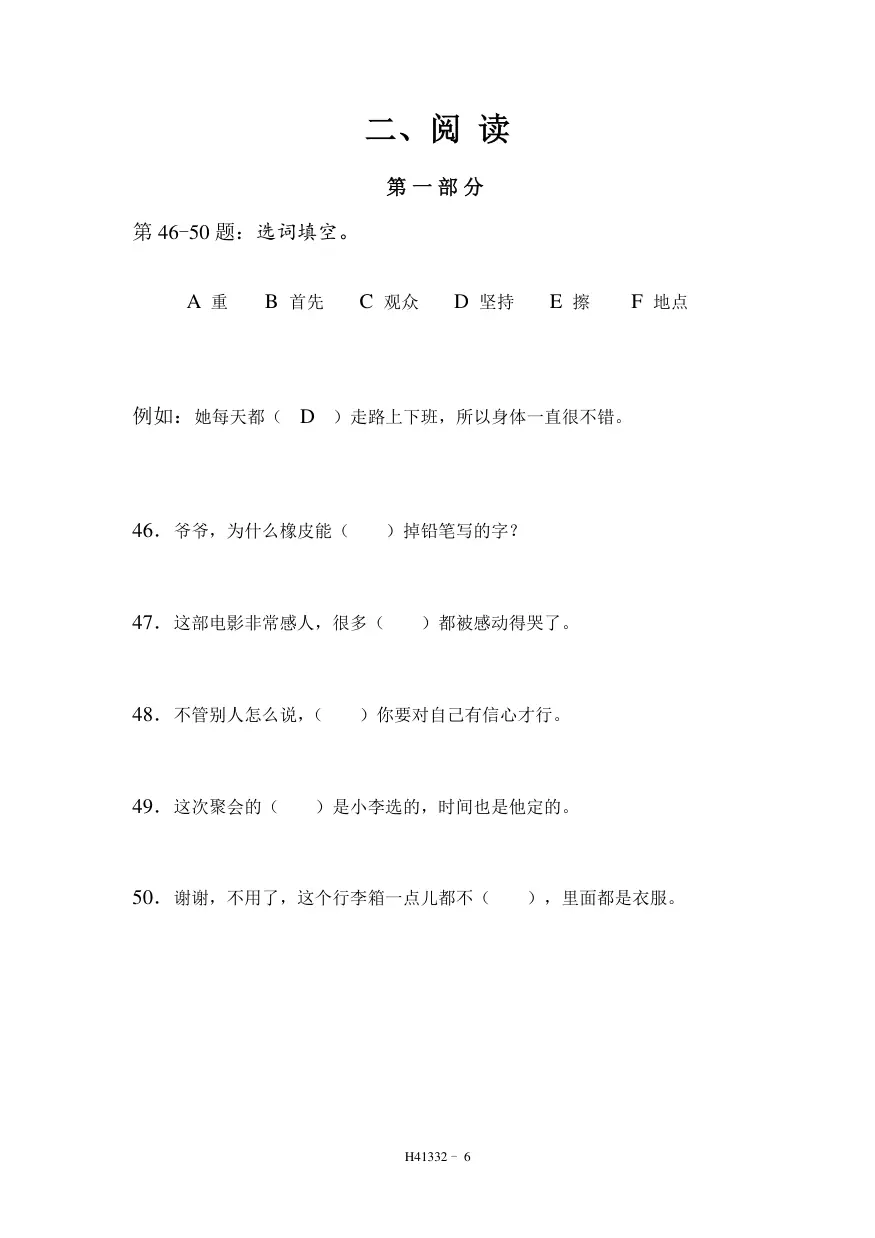 二、阅 读
第 一 部 分
第 46-50 题：选词填空。
A 重 B 首先 C 观众 D 坚持 E 擦 F 地点
例如：她每天都（ D ）走路上下班，所以身体一直很不错。
46．爷爷，为什么橡皮能（ ）掉铅笔写的字？
47．这部电影非常感人，很多（ ）都被感动得哭了。
48．不管别人怎么说，（ ）你要对自己有信心才行。
49．这次聚会的（ ）是小李选的，时间也是他定的。
50．谢谢，不用了，这个行李箱一点儿都不（ ），里面都是衣服。
H41332 - 6